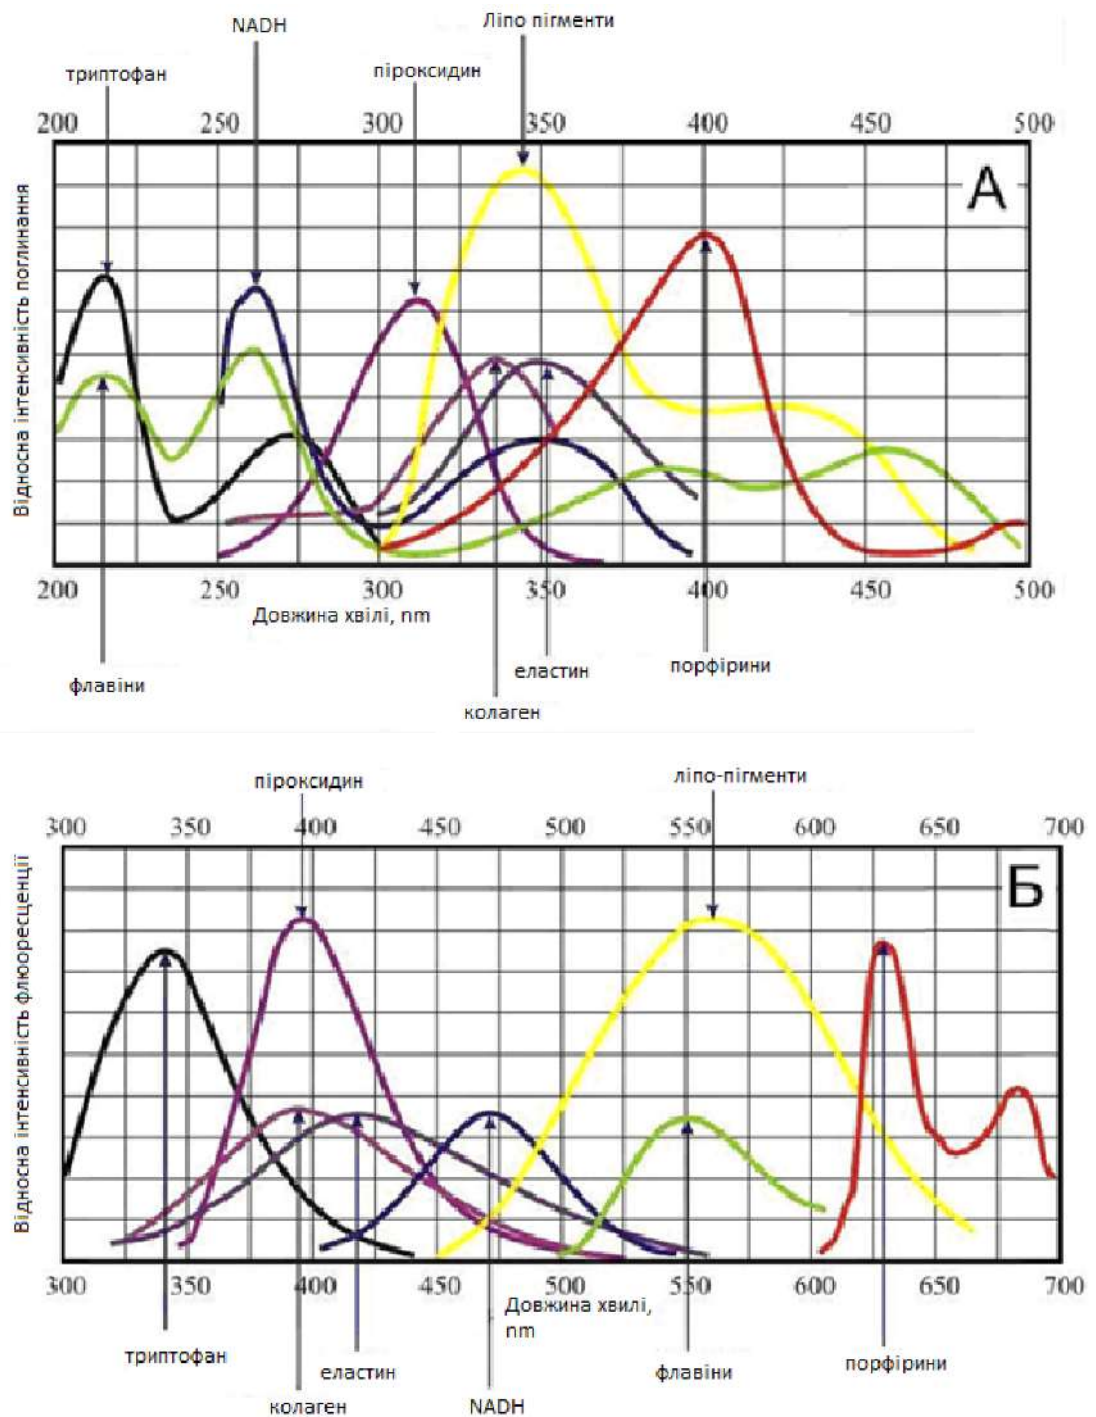 NADH
Ліпо пігменти
триптофан
піроксидин
200 250 300 350 400 450 500
А
Відносна інтенсивність поглинання
200 250 300 350 400 450 500
Довжина хвілі, nm
еластин
порфірини
флавіни
колаген
піроксидин
ліпо-пігменти
300 350 400 450 500 550 600 650 700
Б
Відносна інтенсивність флюоресценції
300 350 400 450 500 550 600 650 700
Довжина хвилі,
nm
триптофан
еластин
флавіни
порфірини
колаген
NADH